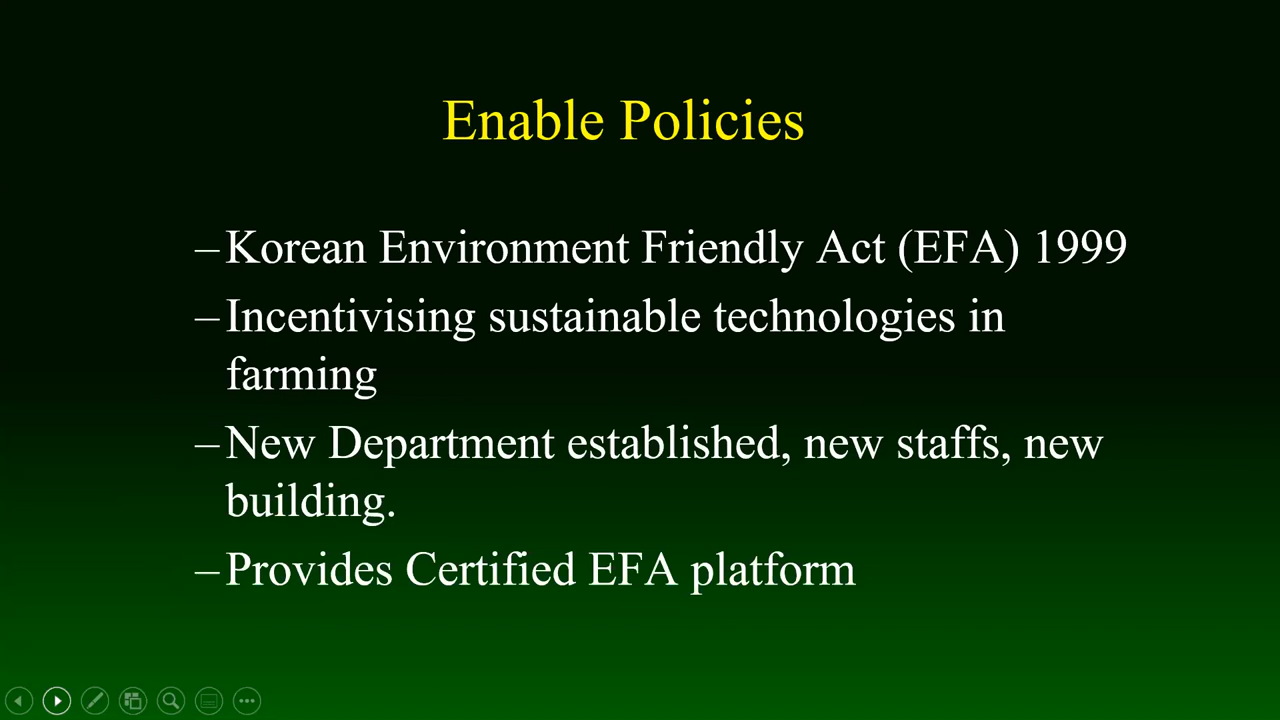 Enable Policies
–Korean Environment Friendly Act (EFA) 1999
–Incentivising sustainable technologies in
farming
–New Department established, new staffs, new
building.
–Provides Certified EFA platform